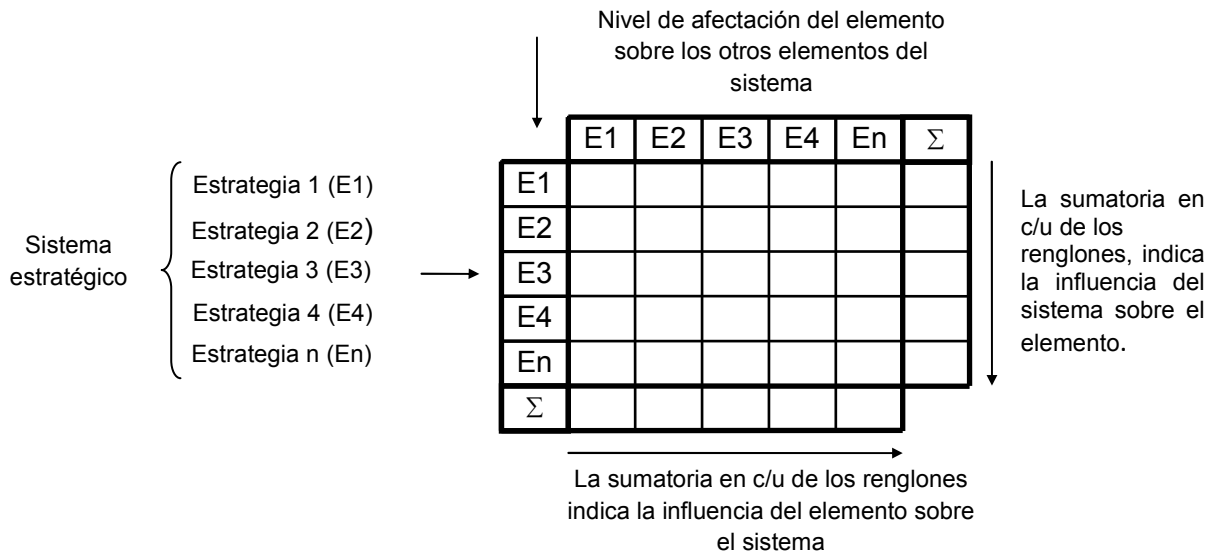 Nivel de afectación del elemento
sobre los otros elementos del
sistema
E1 E2 E3 E4 En Σ
Sistema
estratégico
Estrategia 1 (E1)
Estrategia 2 (E2)
Estrategia 3 (E3)
Estrategia 4 (E4)
Estrategia n (En)
E1
E2
E3
E4
En
Σ
La sumatoria en
c/u de los
renglones, indica
la influencia del
sistema sobre el
elemento.
La sumatoria en c/u de los renglones
indica la influencia del elemento sobre
el sistema